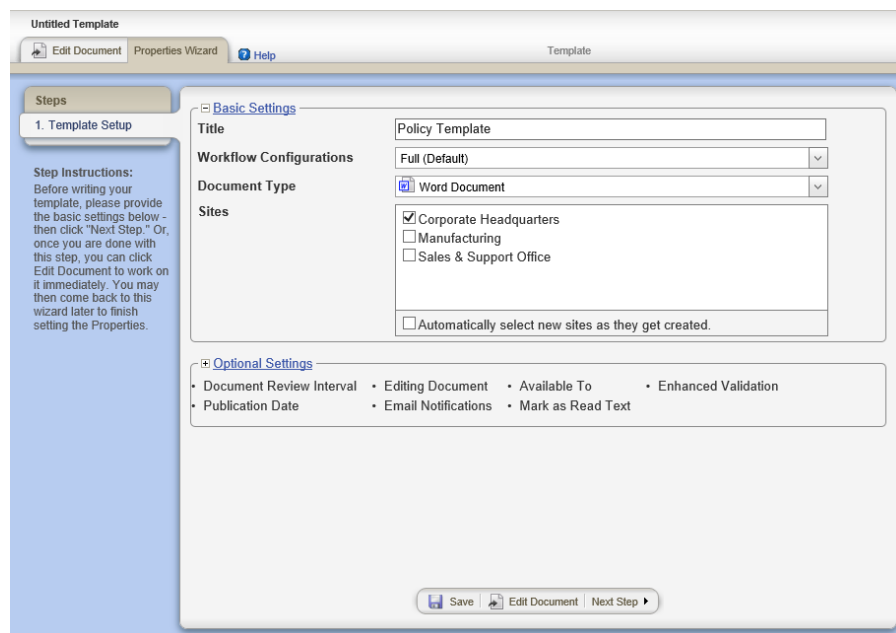 Untitled Template
Edit Document Properties Wizard Help Template
Steps
1. Template Setup
Step Instructions:
Before writing your
template, please provide
the basic settings below -
then click "Next Step." Or,
once you are done with
this step, you can click
Edit Document to work on
it immediately. You may
then come back to this
wizard later to finish
setting the Properties.
Basic Settings
Title Policy Template
Workflow Configurations Full (Default)
Document Type Word Document
Sites Corporate Headquarters
Manufacturing
Sales & Support Office
Automatically select new sites as they get created.
Optional Settings
• Document Review Interval • Editing Document • Available To • Enhanced Validation
• Publication Date • Email Notifications • Mark as Read Text
Save Edit Document Next Step